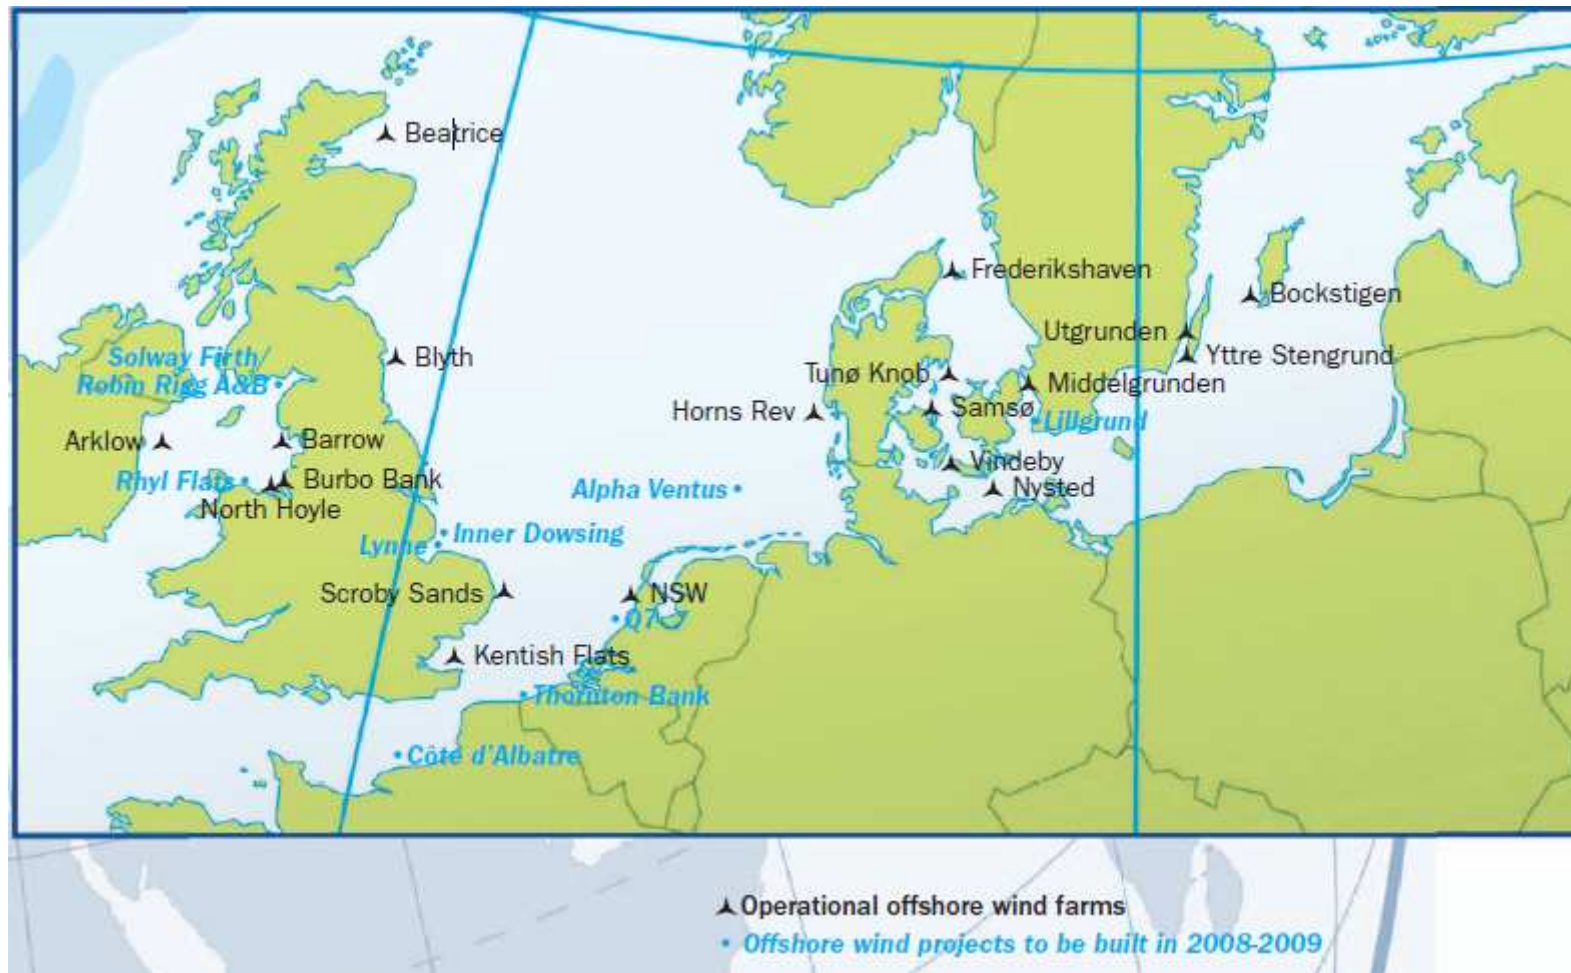 Beatrice
Frederikshaven
Bockstigen
Utgrunden
Solway Firth/
Robin Rigg A&B
Blyth
Yttre Stengrund
Tunø Knob
Middelgrunden
Horns Rev
Samsø
Lillgrund
Arklow
Barrow
Vindeby
Rhyl Flats
Burbo Bank
Alpha Ventus
Nysted
North Hoyle
Inner Dowsing
Lynne
Scroby Sands
NSW
Q7
Kentish Flats
Thornton Bank
Côte d'Albatre
Operational offshore wind farms
Offshore wind projects to be built in 2008-2009